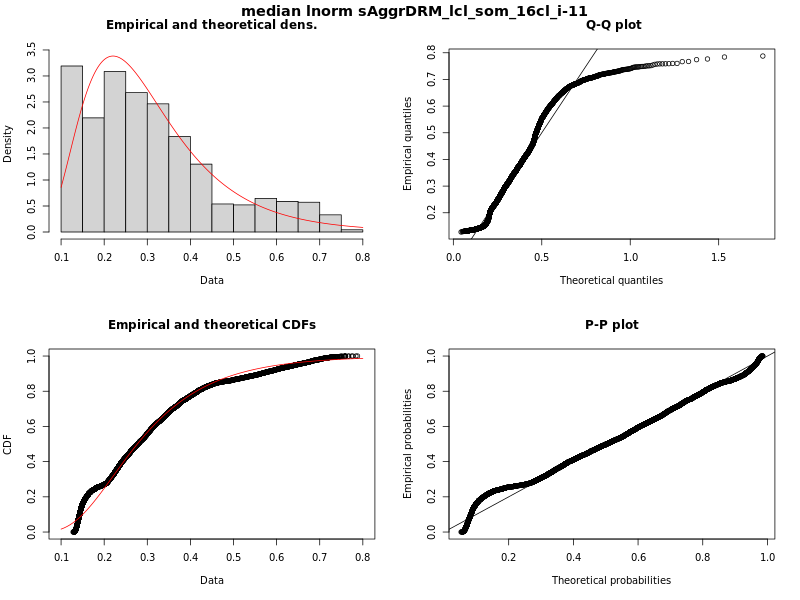 median lnorm sAggrDRM_lcl_som_16cl_i-11
Empirical and theoretical dens.
Density
0.0 0.5 1.0 1.5 2.0 2.5 3.0 3.5
0.1 0.2 0.3 0.4 0.5 0.6 0.7 0.8
Data
Q-Q plot
Empirical quantiles
0.2 0.3 0.4 0.5 0.6 0.7 0.8
0.0 0.5 1.0 1.5
Theoretical quantiles
Empirical and theoretical CDFs
CDF
0.0 0.2 0.4 0.6 0.8 1.0
0.1 0.2 0.3 0.4 0.5 0.6 0.7 0.8
Data
P-P plot
Empirical probabilities
0.0 0.2 0.4 0.6 0.8 1.0
0.2 0.4 0.6 0.8 1.0
Theoretical probabilities